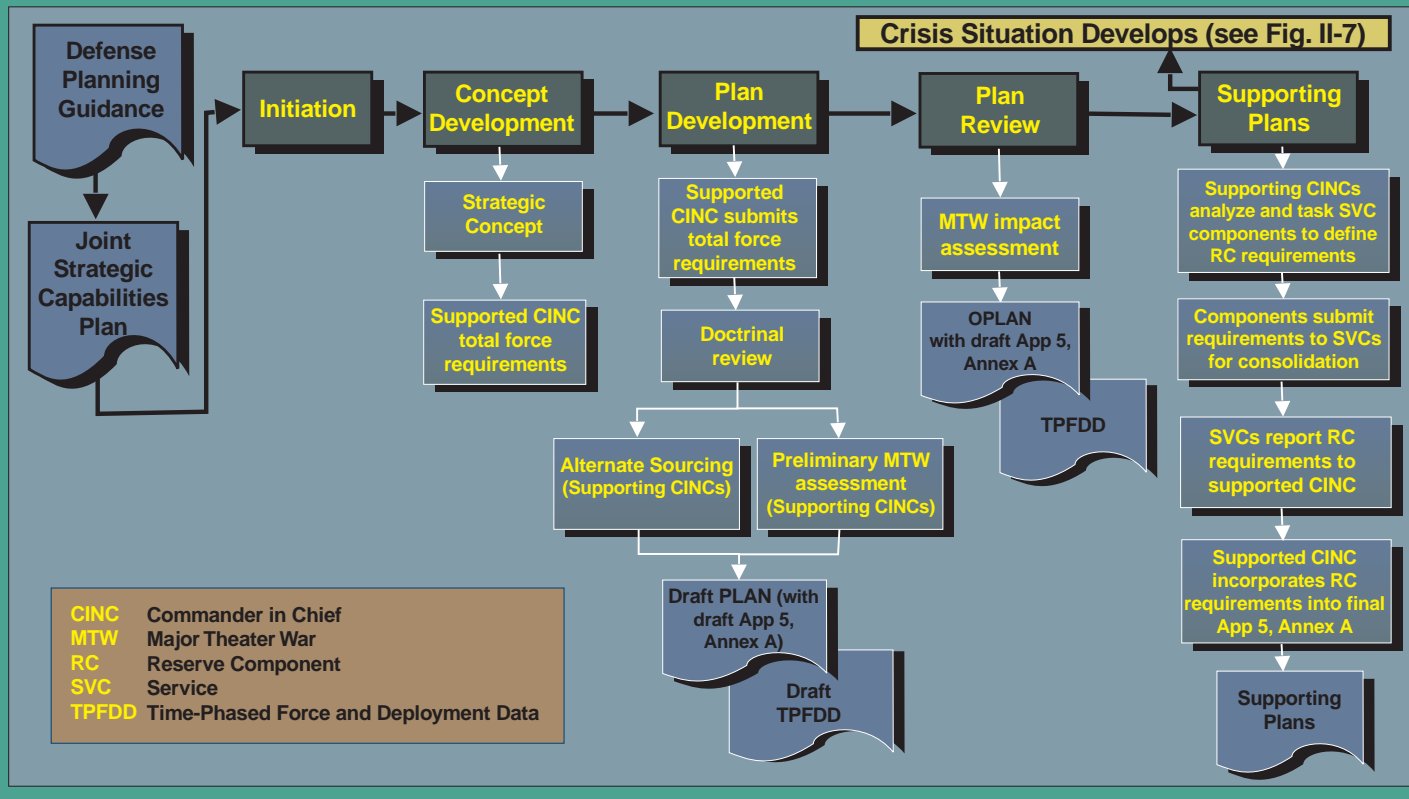 Crisis Situation Develops (see Fig. II-7)
Defense
Planning
Guidance
Joint
Strategic
Capabilities
Plan
Initiation
Concept
Development
Strategic
Concept
Supported CINC
total force
requirements
Plan
Development
Supported
CINC submits
total force
requirements
Doctrinal
review
Alternate Sourcing
(Supporting CINCs)
Preliminary MTW
assessment
(Supporting CINCs)
Draft PLAN (with
draft App 5,
Annex A)
Draft
TPFDD
Plan
Review
MTW impact
assessment
OPLAN
with draft App 5,
Annex A
TPFDD
Supporting
Plans
Supporting CINCs
analyze and task SVC
components to define
RC requirements
Components submit
requirements to SVCs
for consolidation
SVCs report RC
requirements to
supported CINC
Supported CINC
incorporates RC
requirements into final
App 5, Annex A
Supporting
Plans
CINC Commander in Chief
MTW Major Theater War
RC Reserve Component
SVC Service
TPFDD Time-Phased Force and Deployment Data